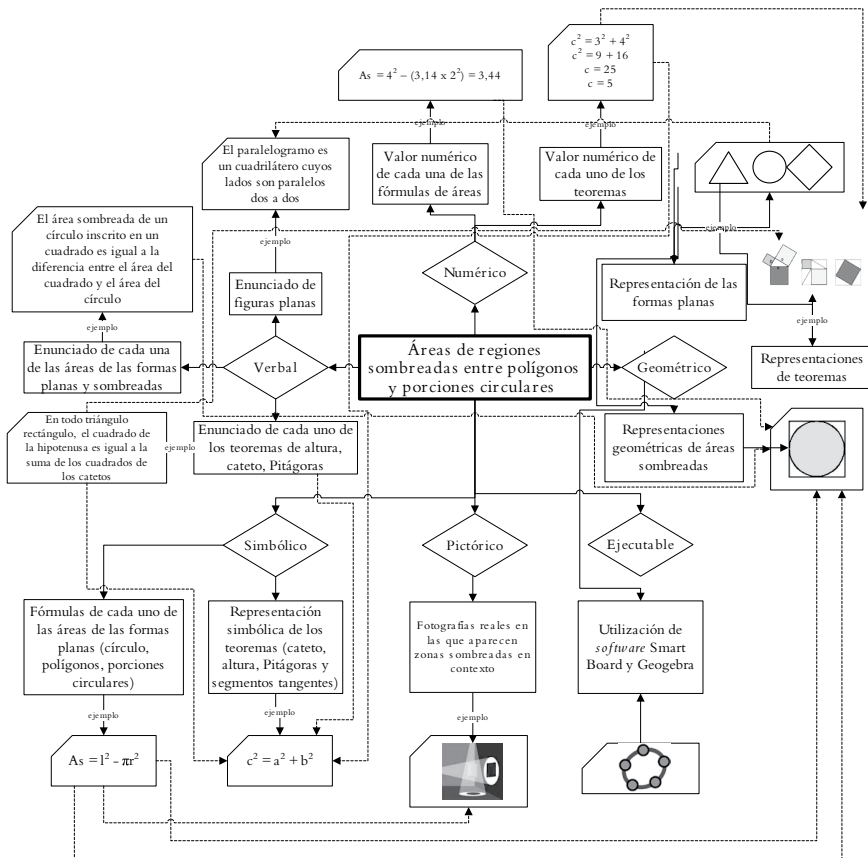 c² = 3² + 4²
c² = 9 + 16
c = 25
c = 5
As = 4² – (3,14 x 2²) = 3,44
ejemplo
ejemplo
El paralelogramo es
un cuadrilátero cuyos
lados son paralelos
dos a dos
Valor numérico
de cada una de las
fórmulas de áreas
Valor numérico de
cada uno de los
teoremas
El área sombreada de un
círculo inscrito en un
cuadrado es igual a la
diferencia entre el área del
cuadrado y el área del
círculo
ejemplo
ejemplo
Numérico
Enunciado de
figuras planas
Representación de las
formas planas
ejemplo
ejemplo
Enunciado de cada una
de las áreas de las formas
planas y sombreadas
Verbal
Áreas de regiones
sombreadas entre polígonos
y porciones circulares
Geométrico
Representaciones
de teoremas
En todo triángulo
rectángulo, el cuadrado de
la hipotenusa es igual a la
suma de los cuadrados de
los catetos
ejemplo
Enunciado de cada uno de
los teoremas de altura,
cateto, Pitágoras
Representaciones
geométricas de áreas
sombreadas
Simbólico
Pictórico
Ejecutable
Fórmulas de cada uno de
las áreas de las formas
planas (círculo,
polígonos, porciones
circulares)
Representación
simbólica de los
teoremas (cateto,
altura, Pitágoras y
segmentos tangentes)
Fotografías reales en
las que aparecen
zonas sombreadas en
contexto
Utilización de
software Smart
Board y Geogebra
ejemplo
ejemplo
ejemplo
As = l² – πr²
c² = a² + b²